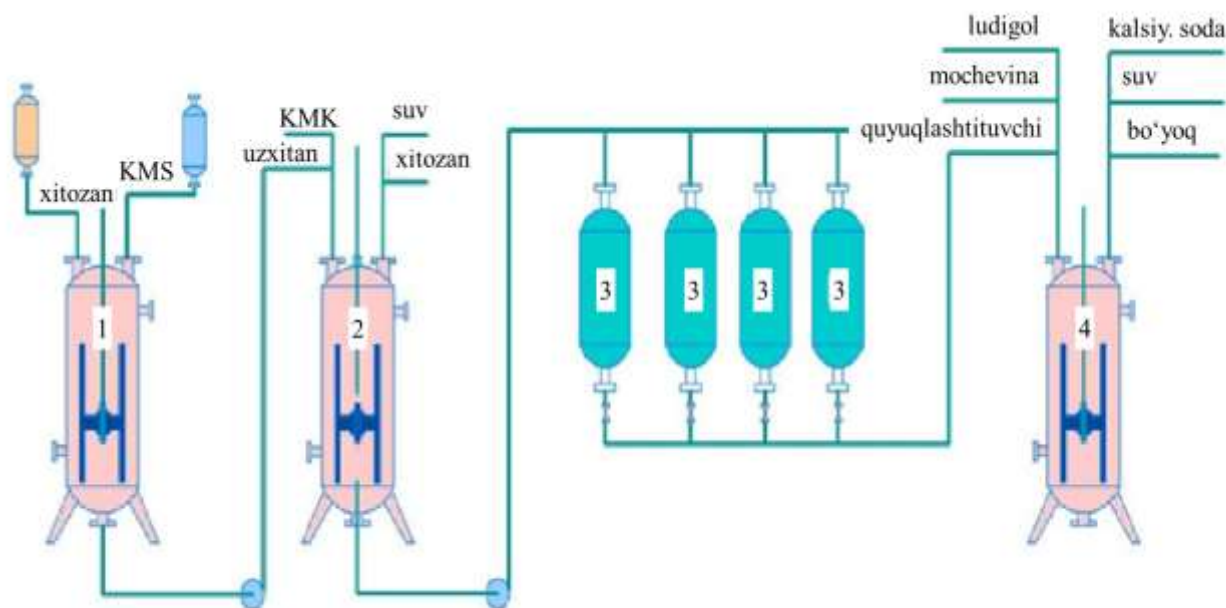 ludigol
kalsiy. soda
mochevina
suv
quyuqlashtituvchi
bo‘yoq
KMK
suv
uzxitan
xitozan
KMS
xitozan
1
2
3
3
3
3
4